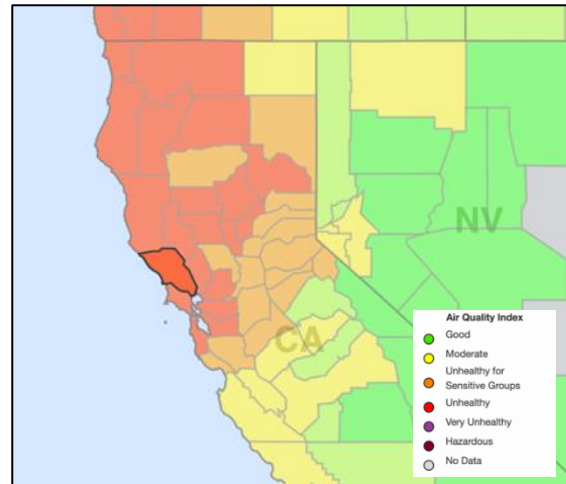 NV
CA
Air Quality Index
Good
Moderate
Unhealthy for
Sensitive Groups
Unhealthy
Very Unhealthy
Hazardous
No Data